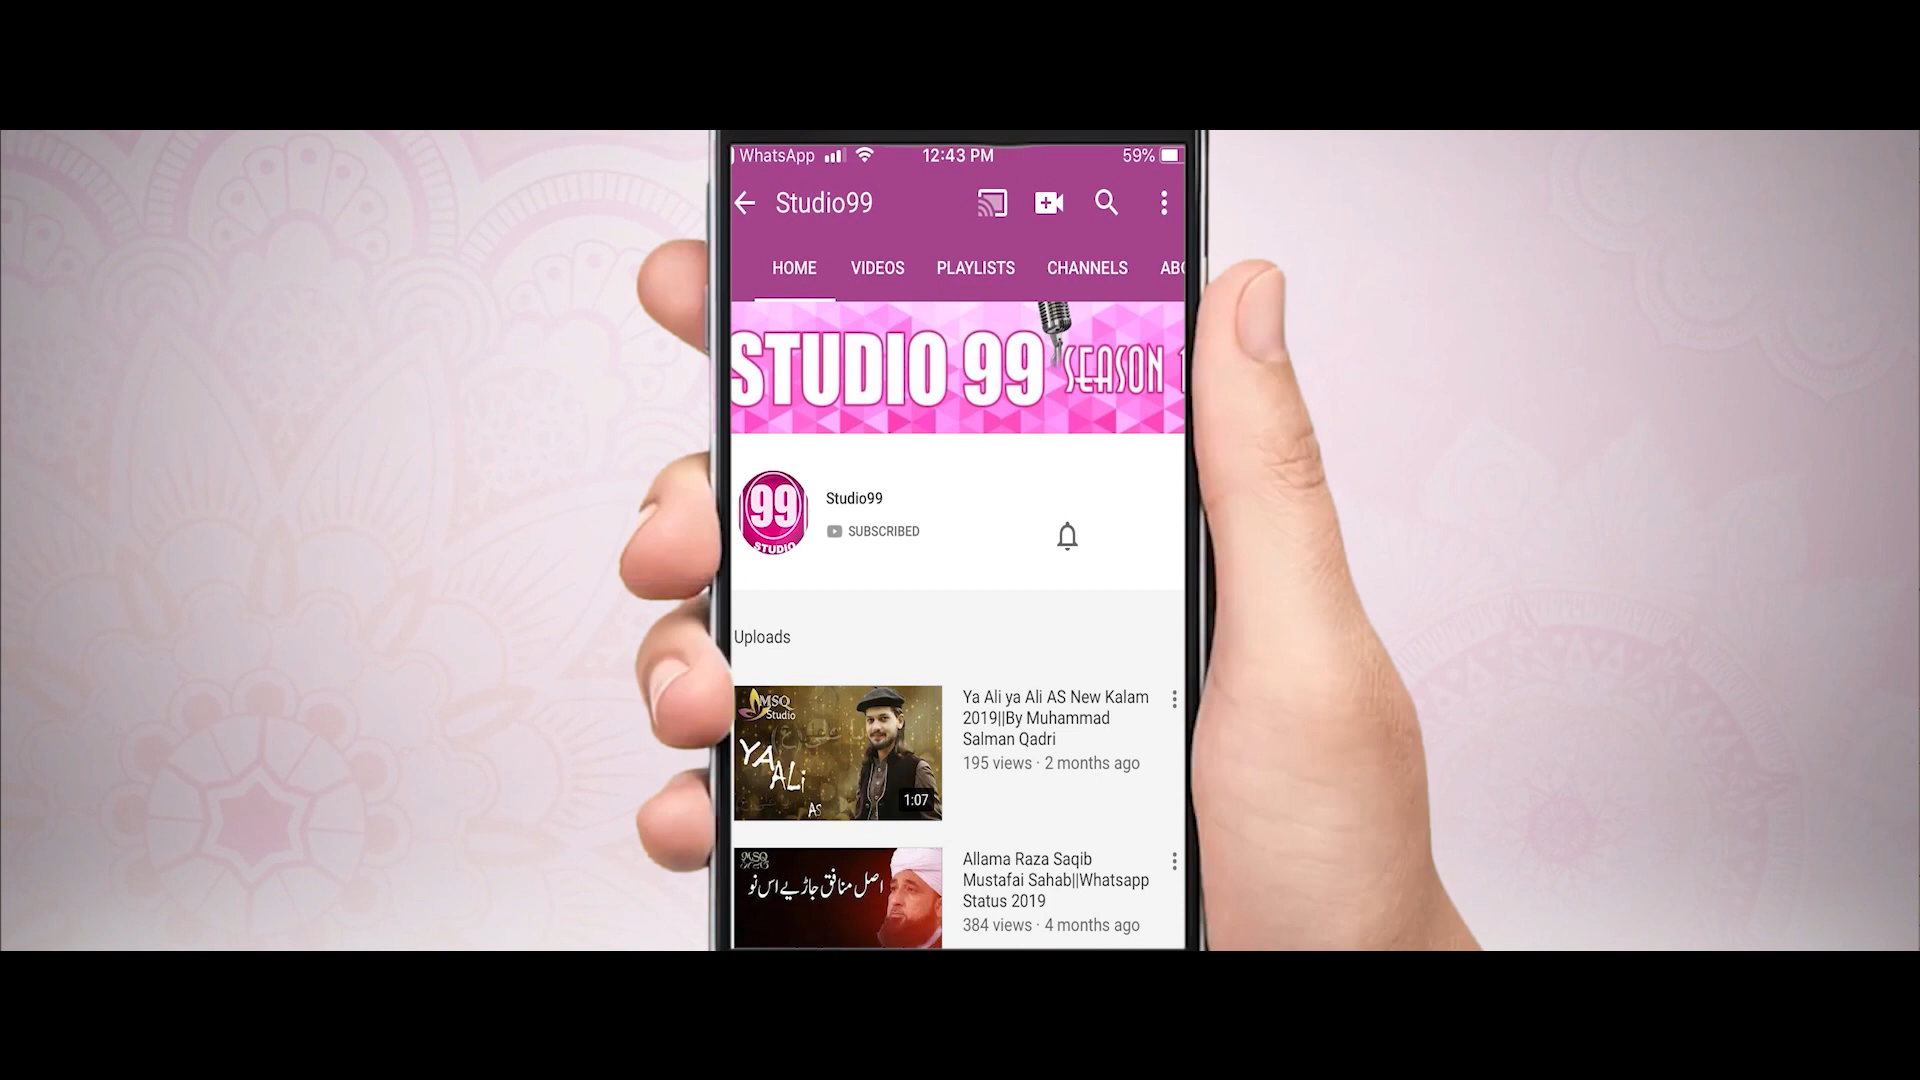 WhatsApp 12:43 PM 59%
Studio99
HOME VIDEOS PLAYLISTS CHANNELS ABO
STUDIO 99 SEASON 1
99
STUDIO
Studio99
SUBSCRIBED
Uploads
MSQ
Studio
YA
ALI
AS
1:07
Ya Ali ya Ali AS New Kalam
2019||By Muhammad
Salman Qadri
195 views · 2 months ago
MSQ
اصل منافق جاڑیے اس نو
Allama Raza Saqib
Mustafai Sahab||Whatsapp
Status 2019
384 views · 4 months ago